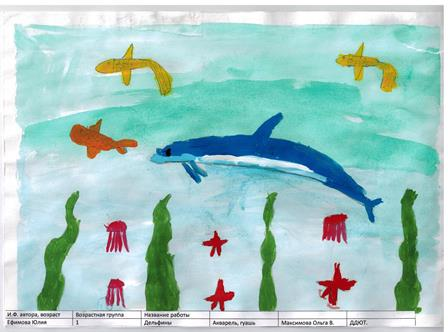 И.Ф. автора, возраст Возрастная группа Название работы
Ефимова Юлия 1 Дельфины Акварель, гуашь Максимова Ольга В. ДДЮТ.